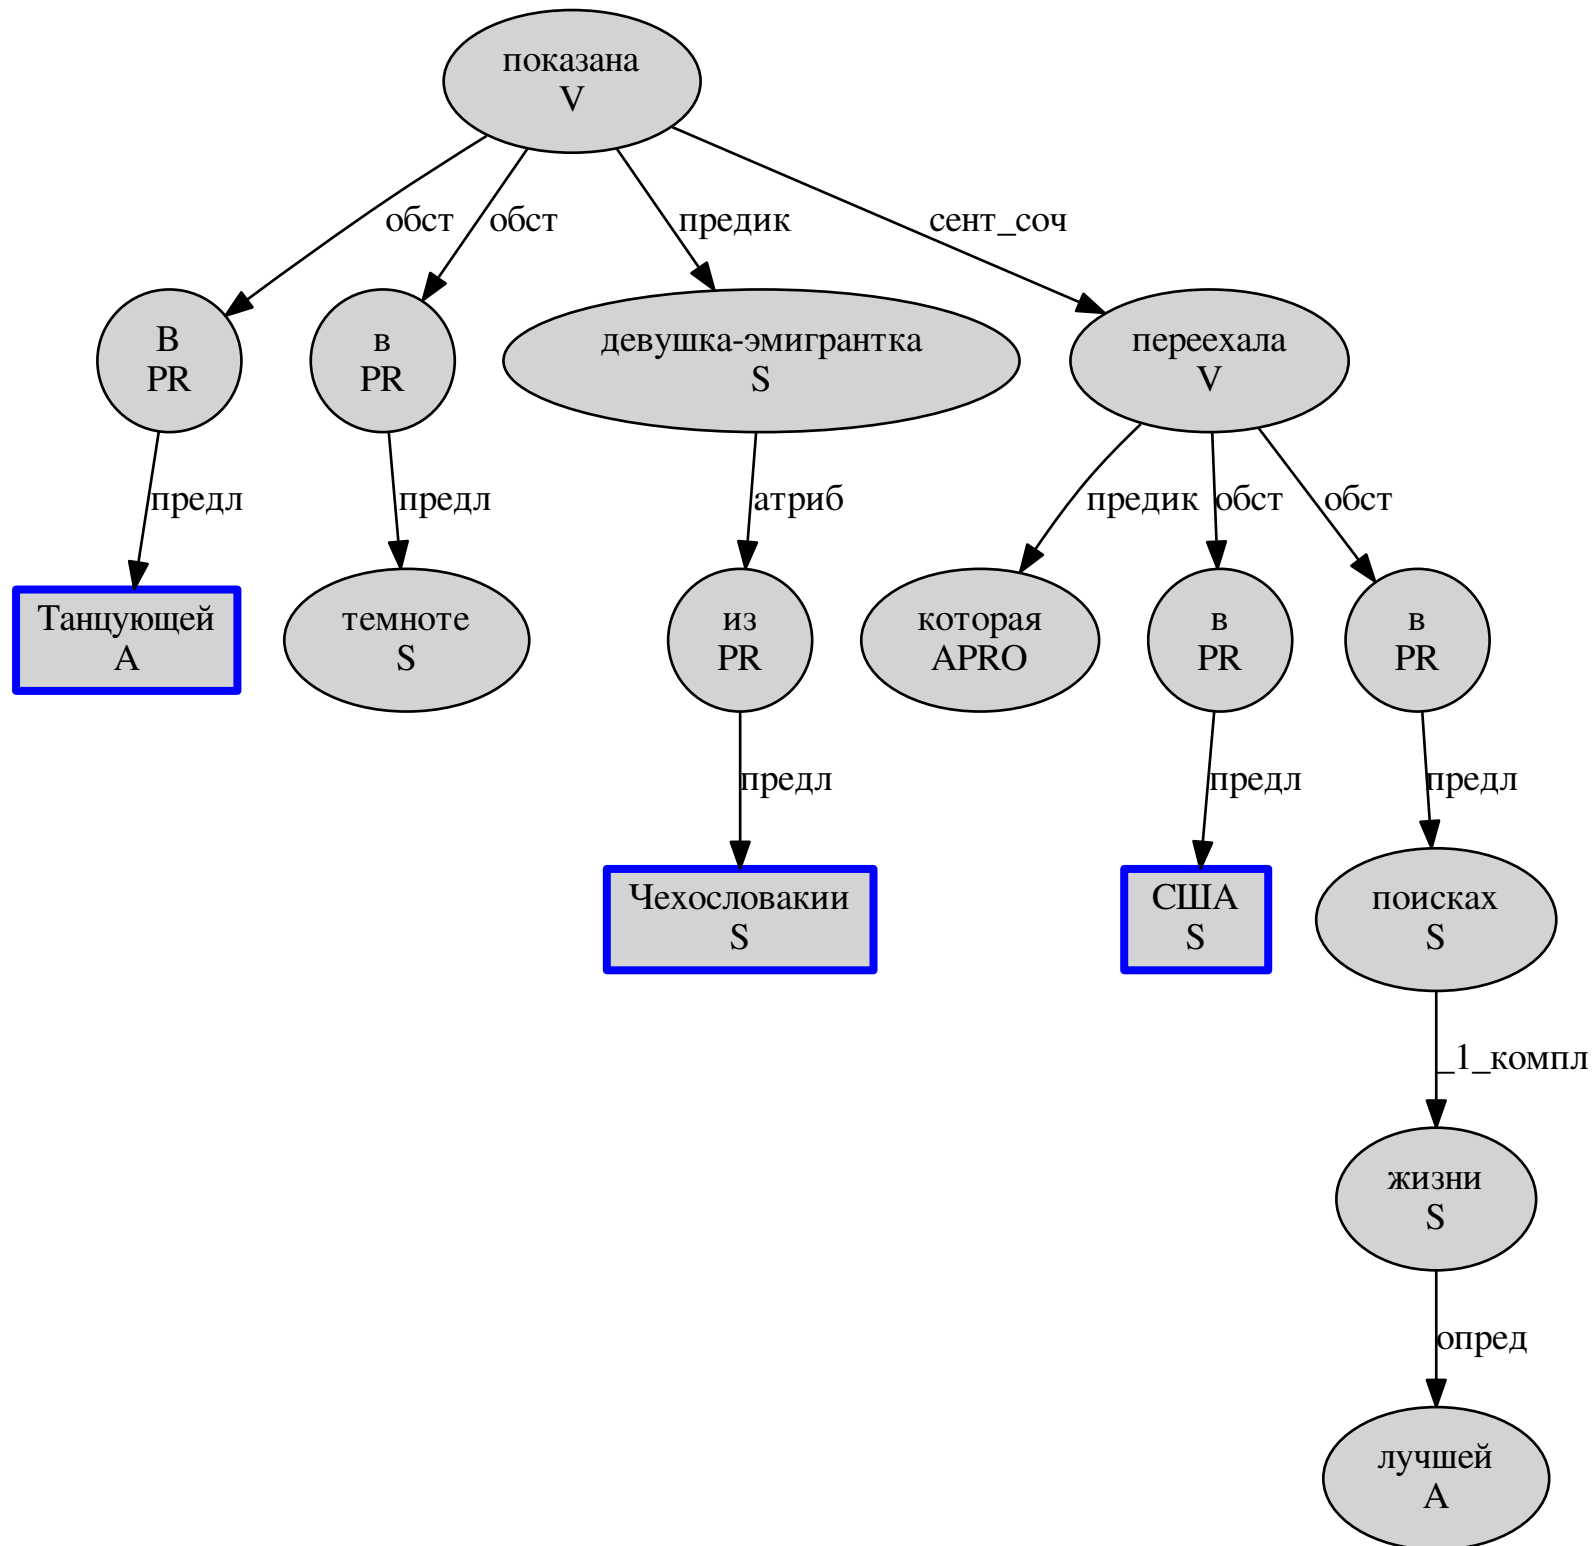 показана
V
обст
обст
предик
сент_соч
В
PR
в
PR
девушка-эмигрантка
S
переехала
V
предл
предл
атриб
предик
обст
обст
Танцующей
A
темноте
S
из
PR
которая
APRO
в
PR
в
PR
предл
предл
предл
Чехословакии
S
США
S
поисках
S
_1_компл
жизни
S
опред
лучшей
A